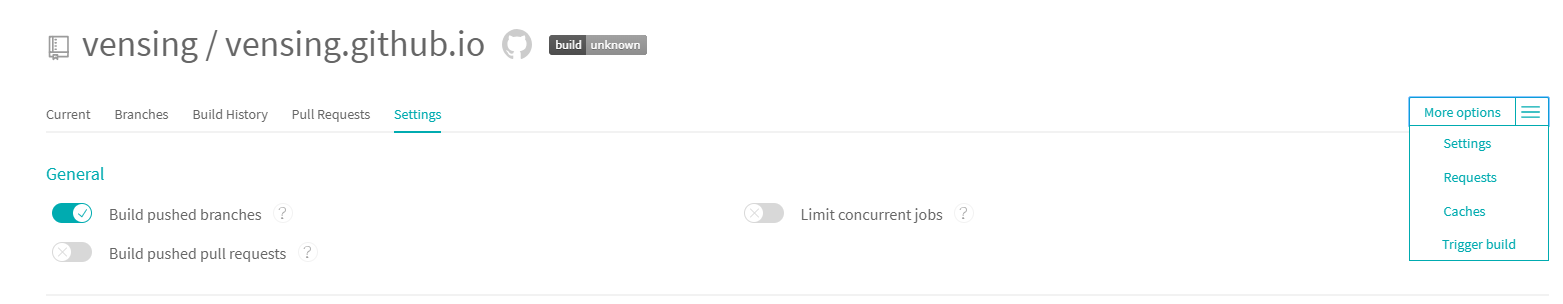 vensing / vensing.github.io build unknown
Current Branches Build History Pull Requests Settings More options
Settings
Requests
Caches
Trigger build
General
Build pushed branches ? Limit concurrent jobs ?
Build pushed pull requests ?